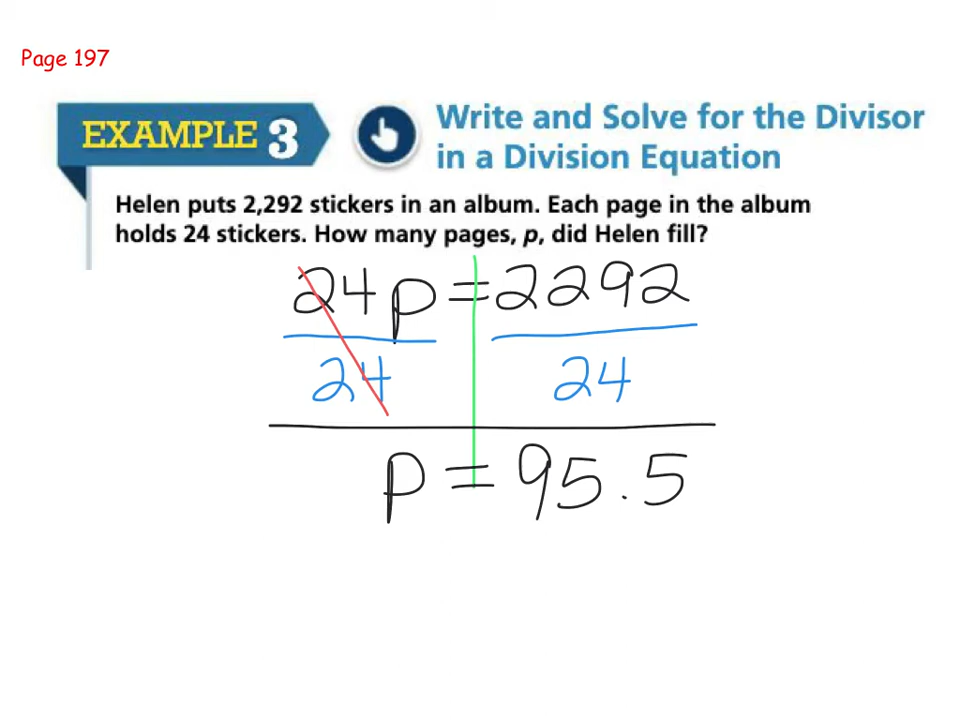 Page 197
EXAMPLE 3
Write and Solve for the Divisor
in a Division Equation
Helen puts 2,292 stickers in an album. Each page in the album
holds 24 stickers. How many pages, p, did Helen fill?
24p = 2292
24 24
p = 95.5